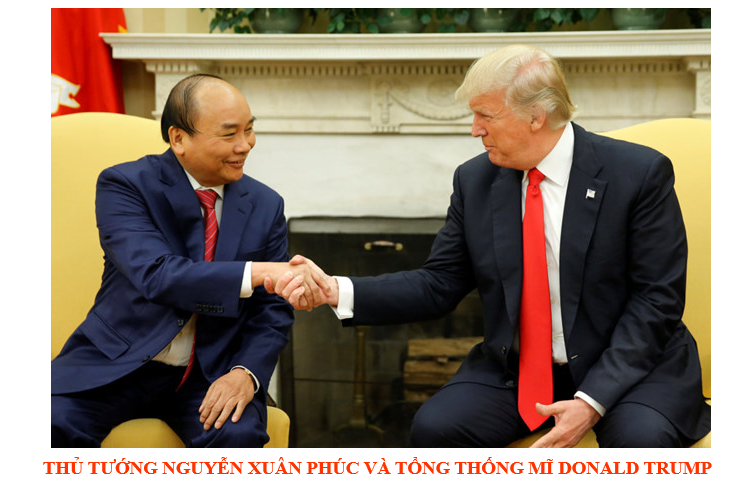 THỦ TƯỚNG NGUYỄN XUÂN PHÚC VÀ TỔNG THỐNG MĨ DONALD TRUMP